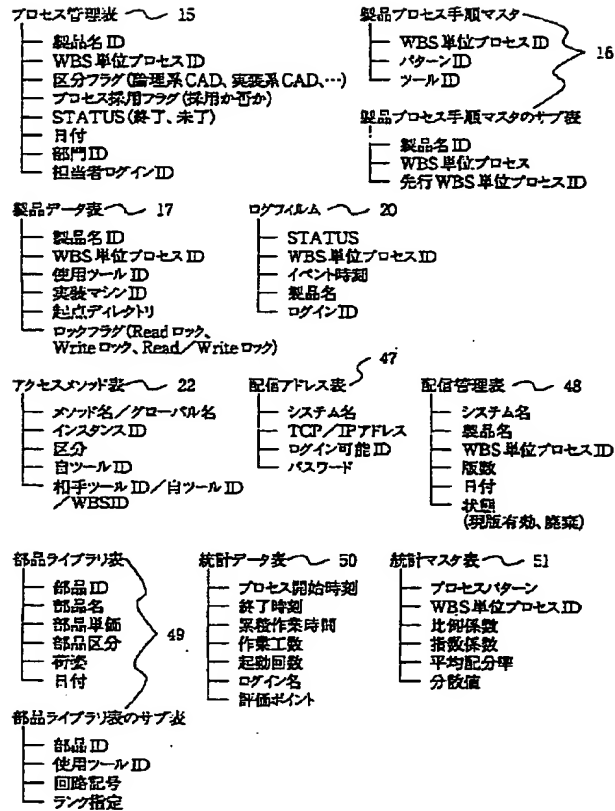 プロセス管理表 15
製品名ID
WBS単位プロセスID
区分フラグ(論理系CAD、実装系CAD、…)
プロセス採用フラグ(採用か否か)
STATUS(終了、未了)
日付
部門ID
担当者ログインID
製品プロセス手順マスタ
WBS単位プロセスID
パターンID
ツールID
16
製品プロセス手順マスタのサブ表
製品名ID
WBS単位プロセス
先行WBS単位プロセスID
製品データ表 17
製品名ID
WBS単位プロセスID
使用ツールID
実装マシンID
起点ディレクトリ
ロックフラグ(Readロック、
Writeロック、Read/Writeロック)
ログフィルム 20
STATUS
WBS単位プロセスID
イベント時刻
製品名
ログインID
アクセスメソッド表 22
メソッド名/グローバル名
インスタンスID
区分
自ツールID
相手ツールID/自ツールID
/WBSID
配信アドレス表 47
システム名
TCP/IPアドレス
ログイン可能ID
パスワード
配信管理表 48
システム名
製品名
WBS単位プロセスID
版数
日付
状態
(現版有効、廃棄)
部品ライブラリ表
部品ID
部品名
部品単価
部品区分
荷姿
日付
49
部品ライブラリ表のサブ表
部品ID
使用ツールID
回路記号
ランク指定
統計データ表 50
プロセス開始時刻
終了時刻
累積作業時間
作業工数
起動回数
ログイン名
評価ポイント
統計マスタ表 51
プロセスパターン
WBS単位プロセスID
比例係数
指数係数
平均配分率
分散値